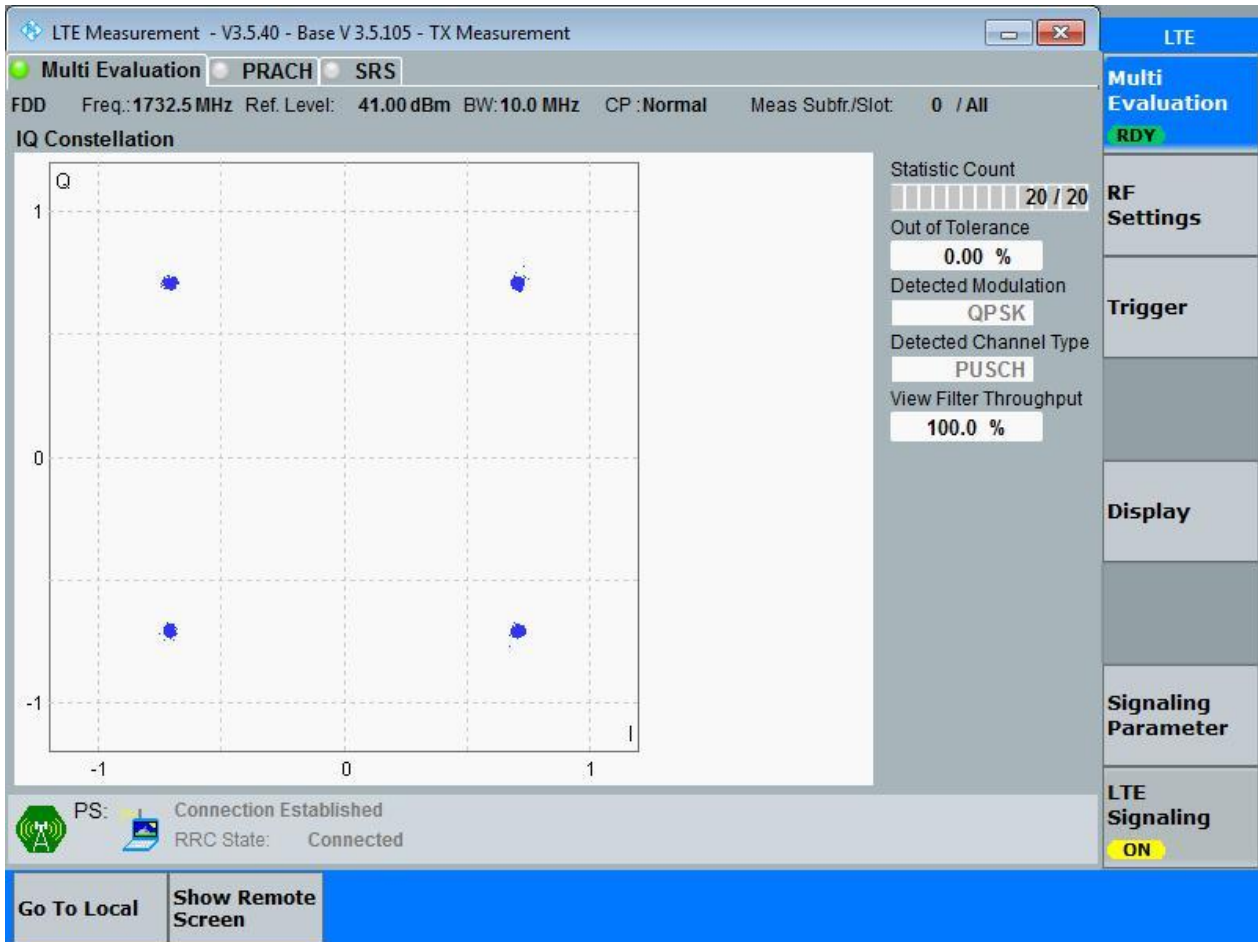 LTE Measurement - V3.5.40 - Base V 3.5.105 - TX Measurement
LTE
Multi Evaluation PRACH SRS
Multi
Evaluation
RDY
FDD Freq.: 1732.5 MHz Ref. Level: 41.00 dBm BW: 10.0 MHz CP : Normal Meas Subfr./Slot: 0 / All
IQ Constellation
Q
1
0
-1
I
-1 0 1
Statistic Count
20 / 20
Out of Tolerance
0.00 %
Detected Modulation
QPSK
Detected Channel Type
PUSCH
View Filter Throughput
100.0 %
RF
Settings
Trigger
Display
Signaling
Parameter
LTE
Signaling
ON
PS: Connection Established
RRC State: Connected
Go To Local
Show Remote
Screen